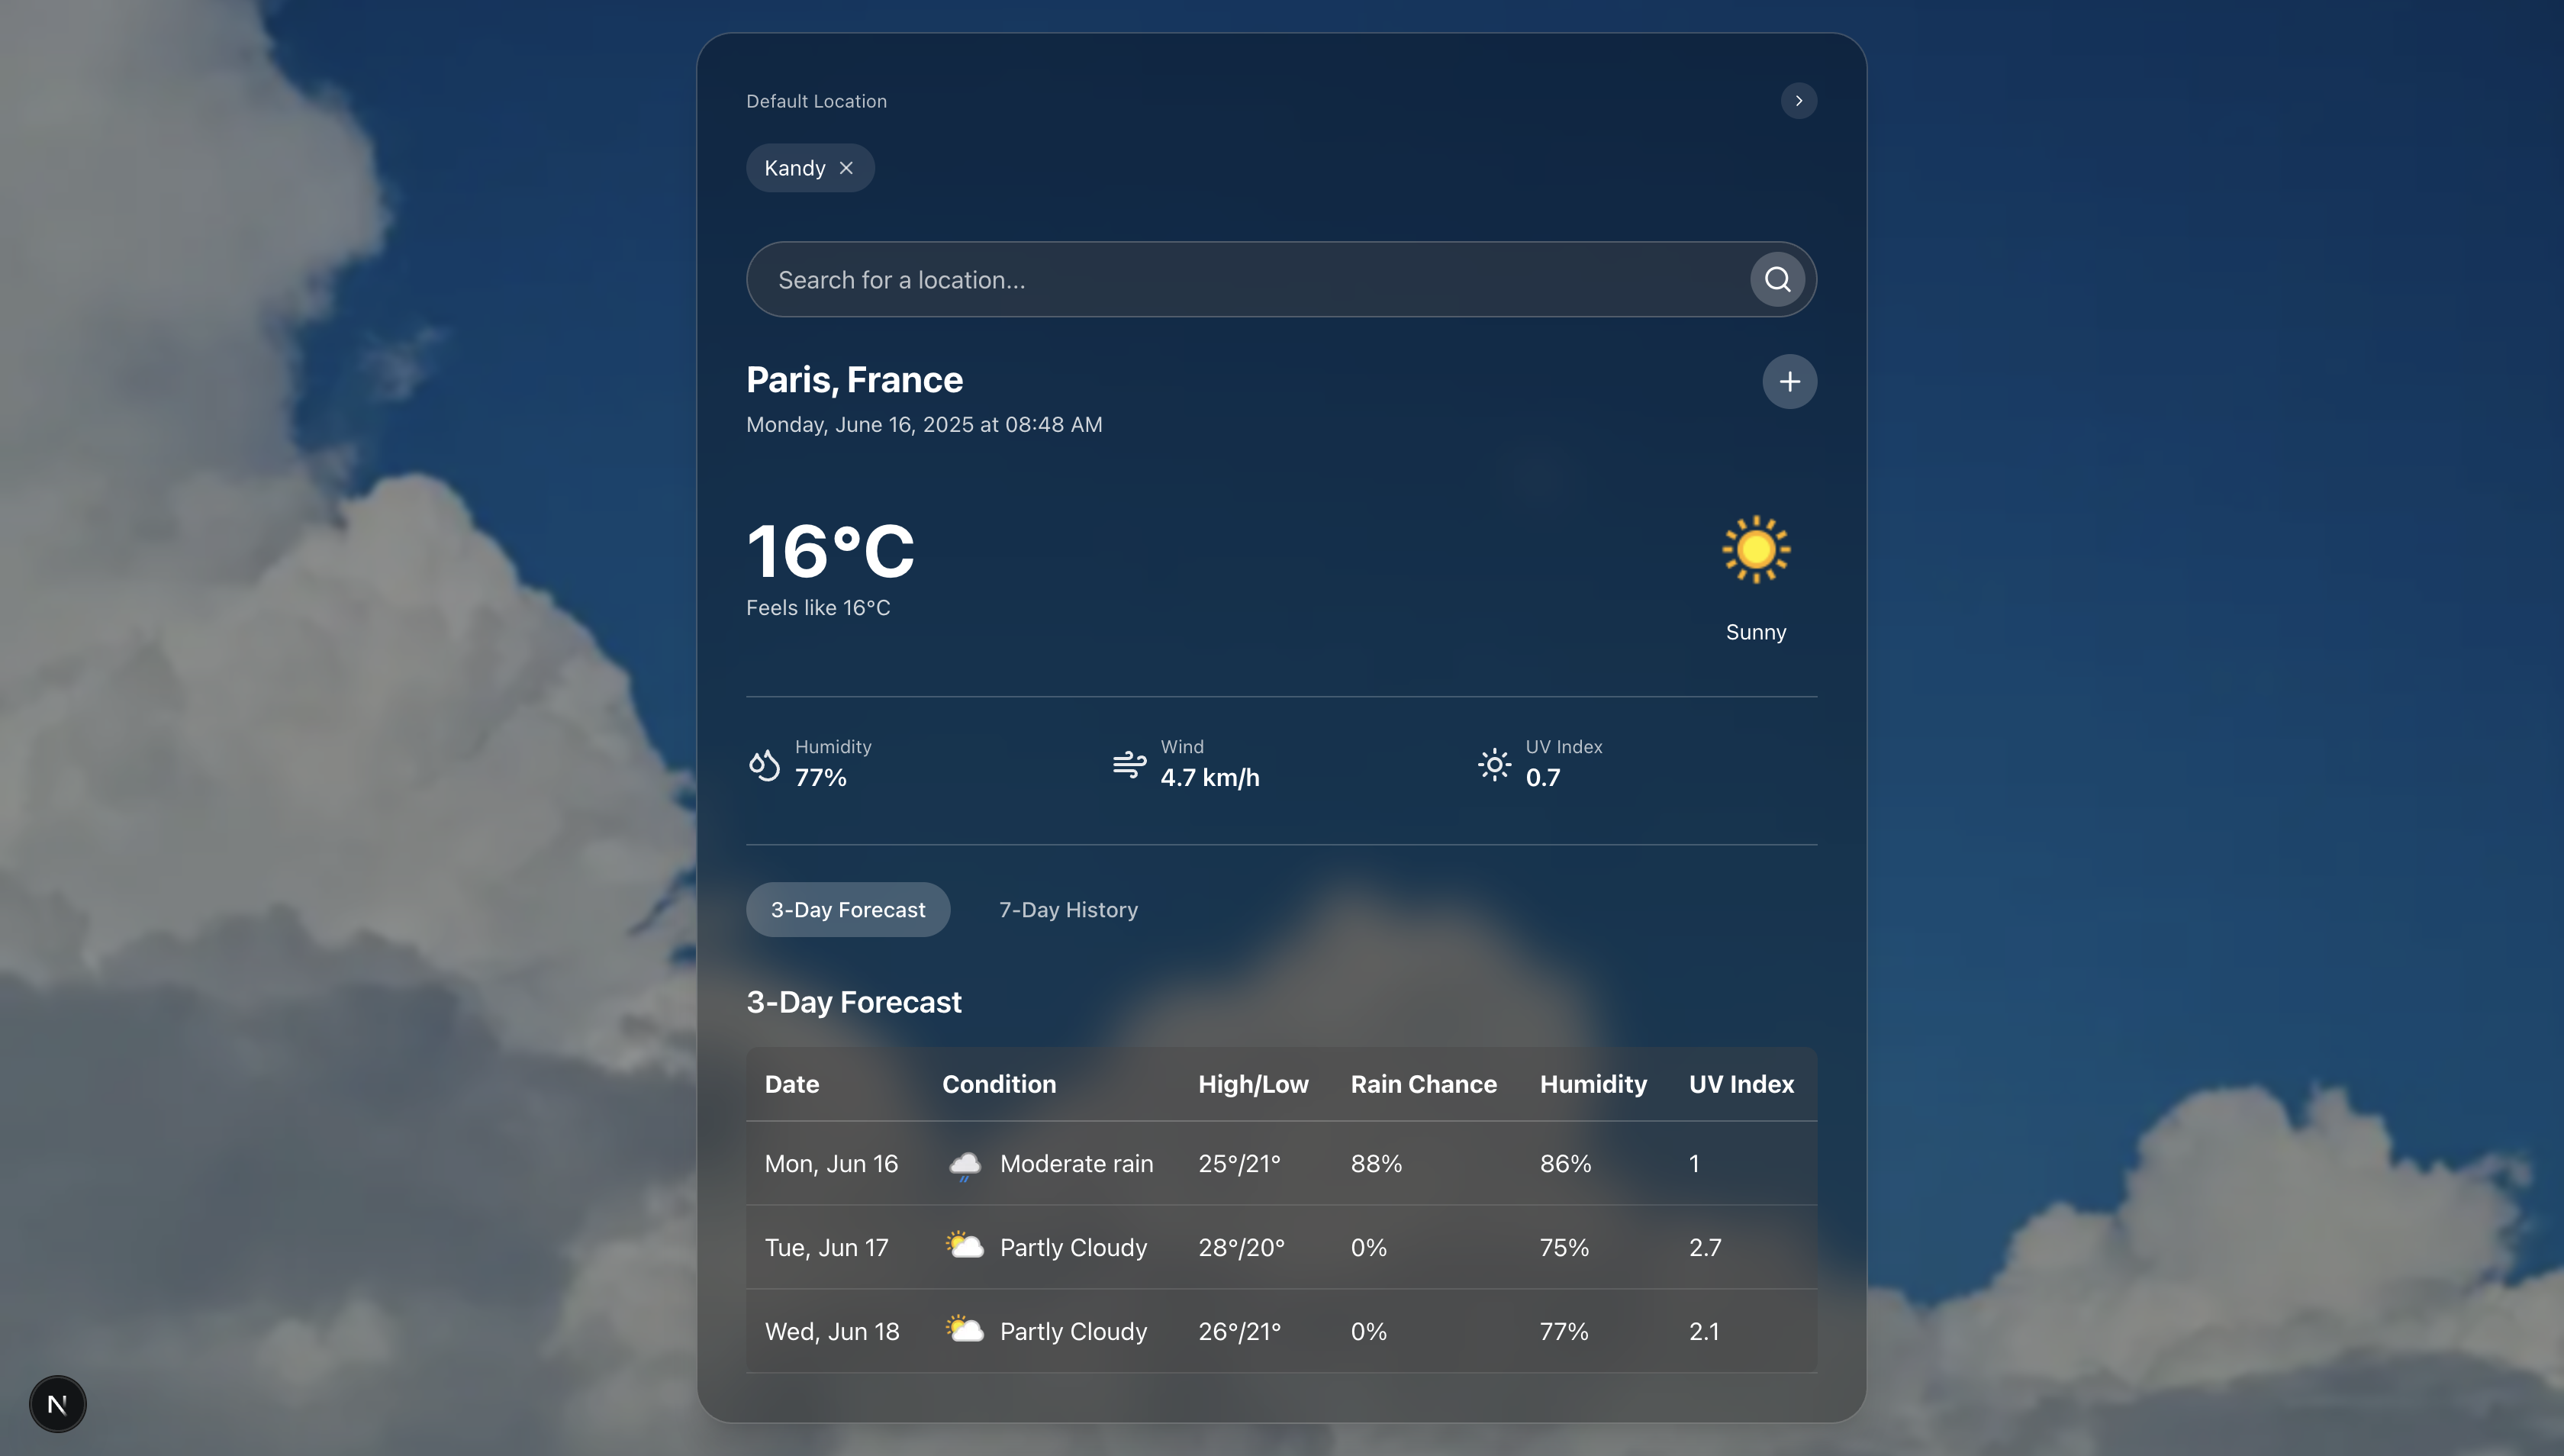 Default Location
Kandy
Search for a location...
Paris, France
Monday, June 16, 2025 at 08:48 AM
16°C
Feels like 16°C
Sunny
Humidity
77%
Wind
4.7 km/h
UV Index
0.7
3-Day Forecast 7-Day History
3-Day Forecast
Date Condition High/Low Rain Chance Humidity UV Index
Mon, Jun 16 Moderate rain 25°/21° 88% 86% 1
Tue, Jun 17 Partly Cloudy 28°/20° 0% 75% 2.7
Wed, Jun 18 Partly Cloudy 26°/21° 0% 77% 2.1
N